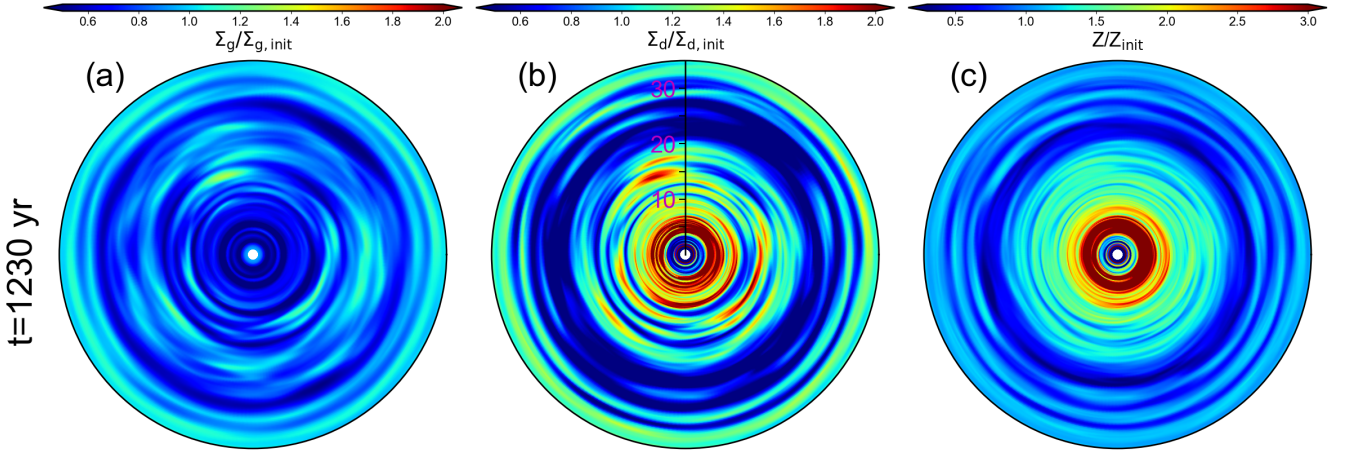 0.6 0.8 1.0 1.2 1.4 1.6 1.8 2.0
Σg/Σg, init
(a)
0.6 0.8 1.0 1.2 1.4 1.6 1.8 2.0
Σd/Σd, init
(b)
30
20
10
0.5 1.0 1.5 2.0 2.5 3.0
Z/Zinit
(c)
t=1230 yr